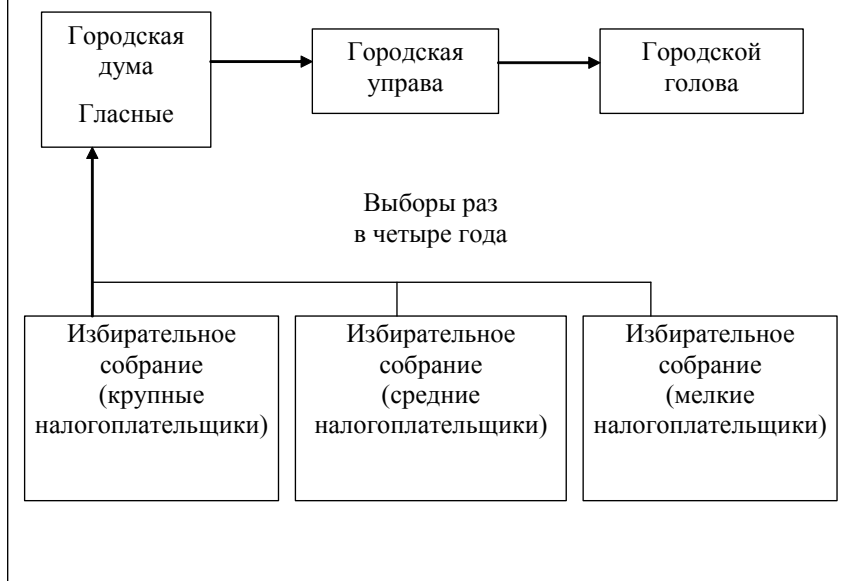 Городская
дума
Гласные
Городская
управа
Городской
голова
Выборы раз
в четыре года
Избирательное
собрание
(крупные
налогоплательщики)
Избирательное
собрание
(средние
налогоплательщики)
Избирательное
собрание
(мелкие
налогоплательщики)